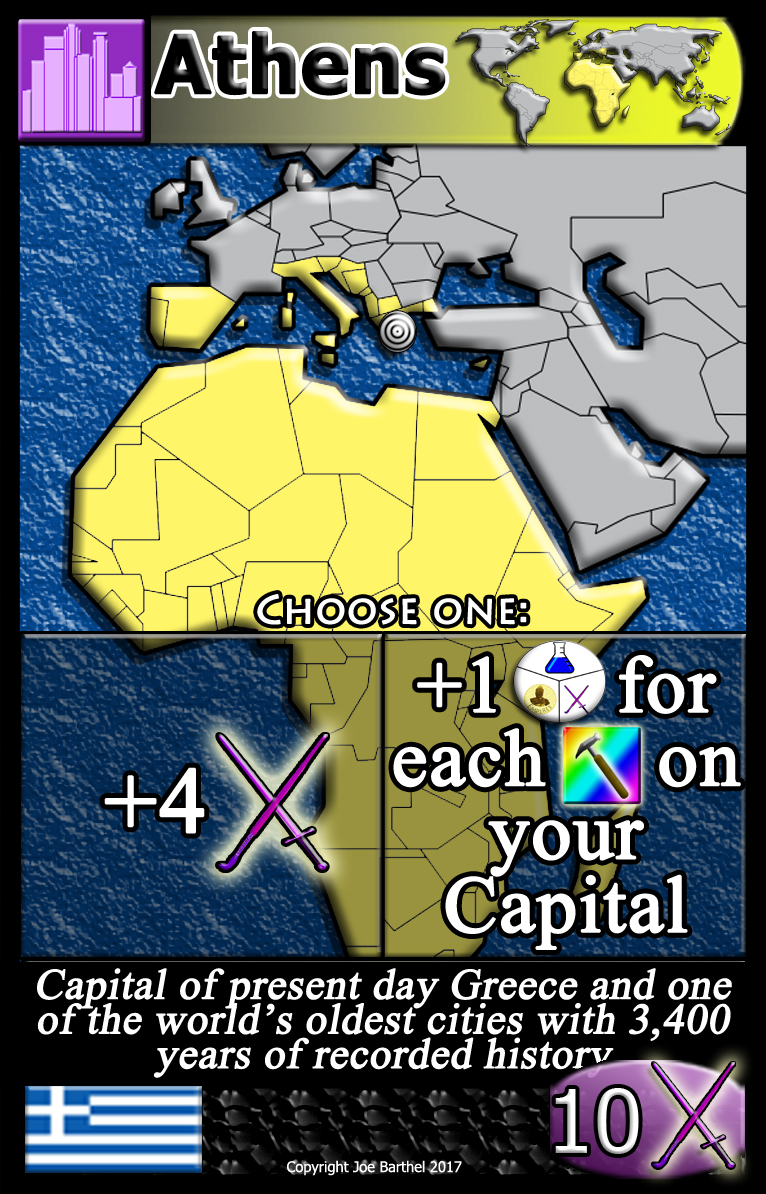 Athens
CHOOSE ONE:
+4
+1 for
each on
your
Capital
Capital of present day Greece and one
of the world's oldest cities with 3,400
years of recorded history
10
Copyright Joe Barthel 2017